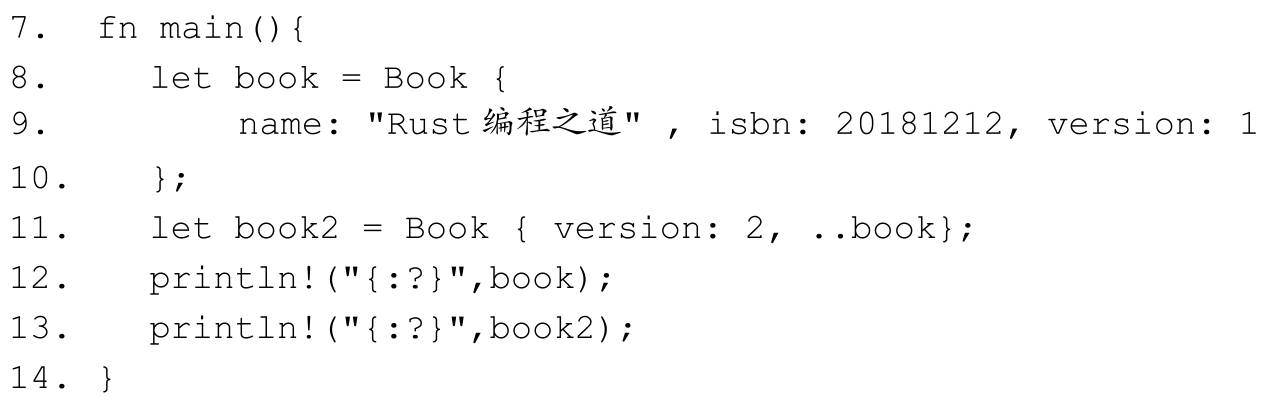 7. fn main(){
8. let book = Book {
9. name: "Rust 编程之道" , isbn: 20181212, version: 1
10. };
11. let book2 = Book { version: 2, ..book};
12. println!("{:?}",book);
13. println!("{:?}",book2);
14. }